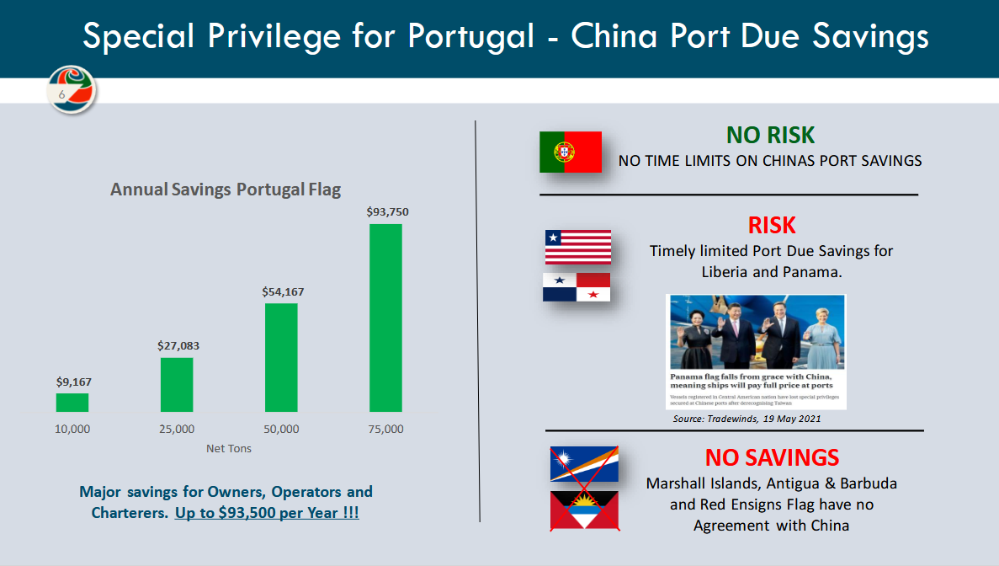 Special Privilege for Portugal - China Port Due Savings
6
Annual Savings Portugal Flag
$93,750
$54,167
$27,083
$9,167
10,000
25,000
50,000
75,000
Net Tons
Major savings for Owners, Operators and
Charterers. Up to $93,500 per Year !!!
NO RISK
NO TIME LIMITS ON CHINAS PORT SAVINGS
RISK
Timely limited Port Due Savings for
Liberia and Panama.
Panama flag falls from grace with China,
meaning ships will pay full price at ports
Vessels registered in Central American nation have lost special privileges
secured at Chinese ports after derecognising Taiwan
Source: Tradewinds, 19 May 2021
NO SAVINGS
Marshall Islands, Antigua & Barbuda
and Red Ensigns Flag have no
Agreement with China